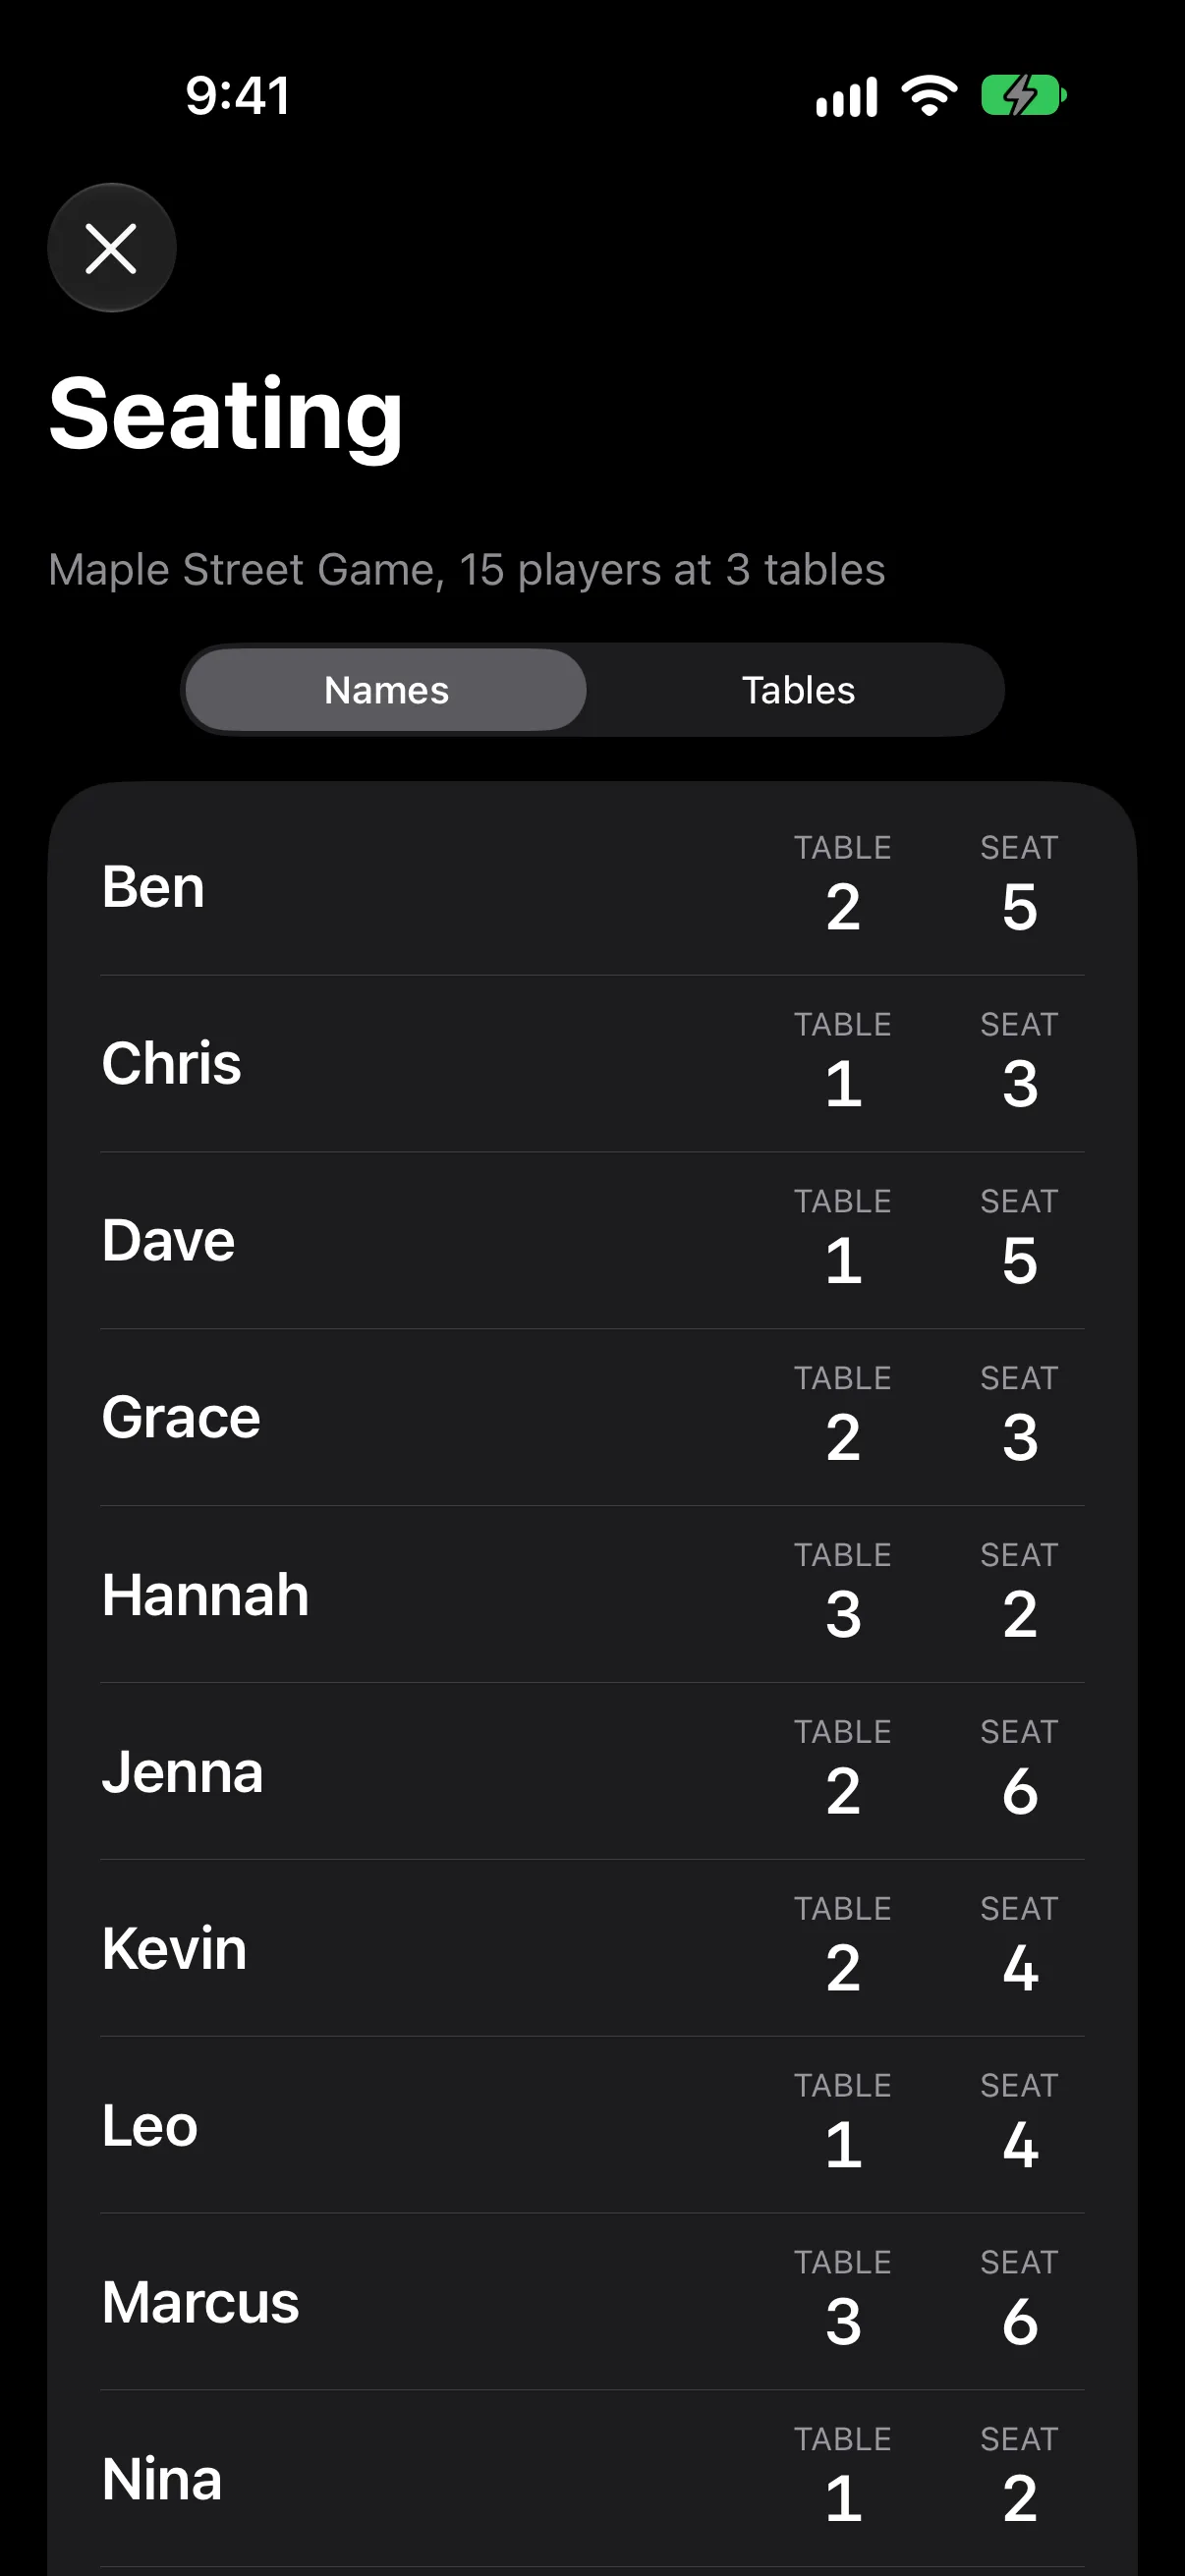 9:41
Seating
Maple Street Game, 15 players at 3 tables
Names Tables
TABLE SEAT
Ben 2 5
TABLE SEAT
Chris 1 3
TABLE SEAT
Dave 1 5
TABLE SEAT
Grace 2 3
TABLE SEAT
Hannah 3 2
TABLE SEAT
Jenna 2 6
TABLE SEAT
Kevin 2 4
TABLE SEAT
Leo 1 4
TABLE SEAT
Marcus 3 6
TABLE SEAT
Nina 1 2